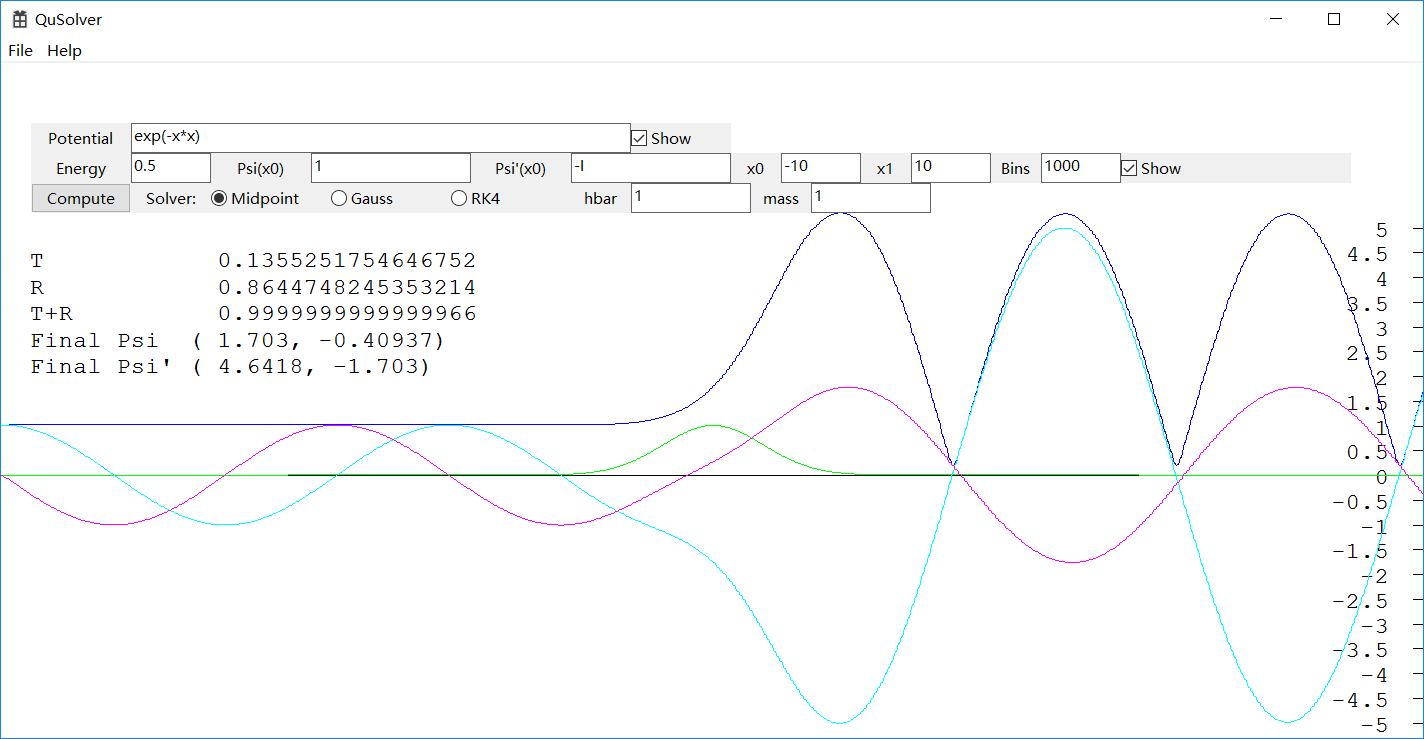 QuSolver
File Help
Potential exp(-x*x) Show
Energy 0.5 Psi(x0) 1 Psi'(x0) -I x0 -10 x1 10 Bins 1000 Show
Compute Solver: Midpoint Gauss RK4 hbar 1 mass 1
T 0.1355251754646752
R 0.8644748245353214
T+R 0.9999999999999966
Final Psi ( 1.703, -0.40937)
Final Psi' ( 4.6418, -1.703)
5
4.5
4
3.5
3
2.5
2
1.5
1
0.5
0
-0.5
-1
-1.5
-2
-2.5
-3
-3.5
-4
-4.5
-5